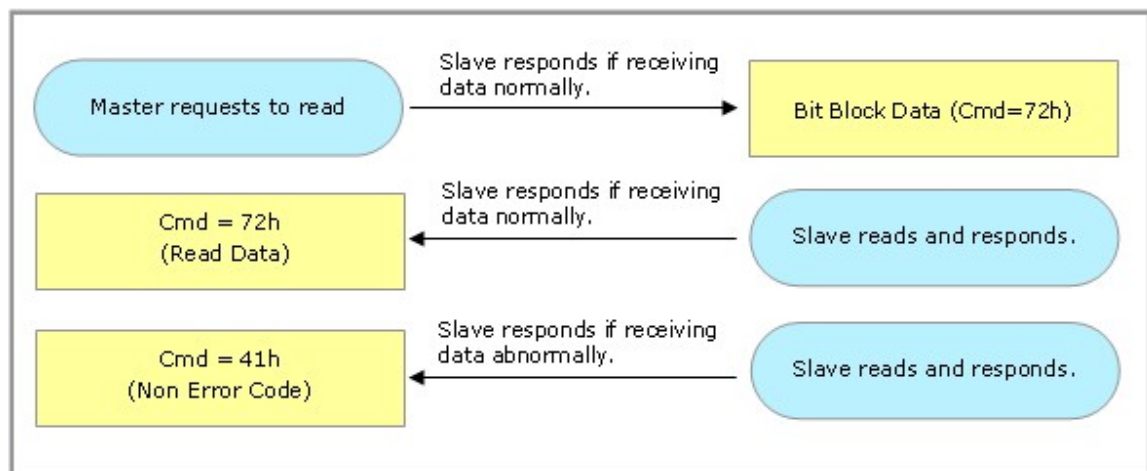 Master requests to read
Slave responds if receiving
data normally.
Bit Block Data (Cmd=72h)
Cmd = 72h
(Read Data)
Slave responds if receiving
data normally.
Slave reads and responds.
Cmd = 41h
(Non Error Code)
Slave responds if receiving
data abnormally.
Slave reads and responds.